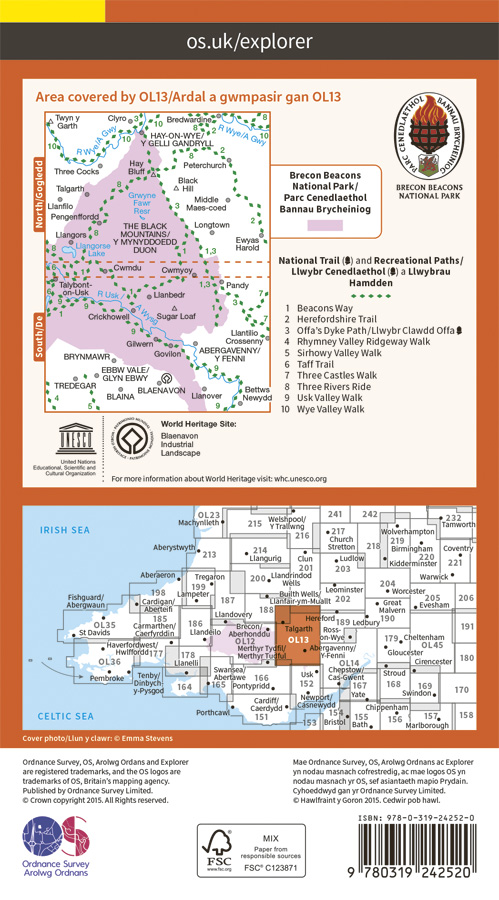 os.uk/explorer
Area covered by OL13/Ardal a gwmpasir gan OL13
Twyn y
Garth
Clyro
Bredwardine
R Wye/A Gwy
R Wye/A Gwy
HAY-ON-WYE/
Y GELLI GANDRYLL
Three Cocks
Hay
Bluff
Peterchurch
Talgarth
Black
Hill
Llanfilo
Grwyne
Fawr
Resr
Middle
Maes-coed
Pengenffordd
Longtown
Llangors
THE BLACK
MOUNTAINS/
Y MYNYDDOEDD
DUON
Llangorse
Lake
Ewyas
Harold
Cwmdu
Cwmyoy
Talybont-
on-Usk
R Usk /
A Wysg
Llanbedr
Pandy
Crickhowell
Sugar Loaf
Llantilio
Crossenny
Gilwern
Govilon
ABERGAVENNY/
Y FENNI
BRYNMAWR
EBBW VALE/
GLYN EBWY
TREDEGAR
BLAENAVON
BLAINA
Llanover
Bettws
Newydd
North/Gogledd
South/De
PARC CENEDLAETHOL
BANNAU BRYCHEINIOG
BRECON BEACONS
NATIONAL PARK
Brecon Beacons
National Park/
Parc Cenedlaethol
Bannau Brycheiniog
National Trail () and Recreational Paths/
Llwybr Cenedlaethol () a Llwybrau
Hamdden
1 Beacons Way
2 Herefordshire Trail
3 Offa's Dyke Path/Llwybr Clawdd Offa
4 Rhymney Valley Ridgeway Walk
5 Sirhowy Valley Walk
6 Taff Trail
7 Three Castles Walk
8 Three Rivers Ride
9 Usk Valley Walk
10 Wye Valley Walk
UNESCO
United Nations
Educational, Scientific and
Cultural Organization
World Heritage Site:
Blaenavon
Industrial
Landscape
For more information about World Heritage visit: whc.unesco.org
IRISH SEA
OL23
Machynlleth
215
Welshpool/
Y Trallwng
216
241
242
217
Church
Stretton
218
Wolverhampton
219
Birmingham
220
Kidderminster
232
Tamworth
Coventry
221
Aberystwyth
213
214
Llangurig
Clun
201
Ludlow
203
Warwick
Aberaeron
Tregaron
199
Lampeter
200
Llandrindod
Wells
Leominster
202
204
Worcester
198
Cardigan/
Aberteifi
187
Builth Wells/
Llanfair-ym-Muallt
188
Great
Malvern
205
Evesham
206
Fishguard/
Abergwaun
185
Carmarthen/
Caerfyrddin
186
Llandeilo
Llandovery
Hereford
189
Ledbury
190
191
OL35
St Davids
Haverfordwest/
Hwlffordd
177
178
Llanelli
Brecon/
Aberhonddu
OL12
Merthyr Tydfil/
Merthyr Tudful
Talgarth
OL13
Ross-
on-Wye
Abergavenny/
Y-Fenni
OL14
179
Gloucester
Cheltenham
OL45
Cirencester
180
OL36
Pembroke
Tenby/
Dinbych-
y-Pysgod
164
165
Swansea/
Abertawe
166
Pontypridd
Usk
152
Chepstow/
Cas-Gwent
167
Yate
Stroud
168
169
Swindon
170
Porthcawl
Cardiff/
Caerdydd
151
Newport/
Casnewydd
153
154
Bristol
155
Bath
Chippenham
156
157
Marlborough
158
CELTIC SEA
Cover photo/Llun y clawr: © Emma Stevens
Ordnance Survey, OS, Arolwg Ordans and Explorer
are registered trademarks, and the OS logos are
trademarks of OS, Britain's mapping agency.
Published by Ordnance Survey Limited.
© Crown copyright 2015. All Rights reserved.
Mae Ordnance Survey, OS, Arolwg Ordnans ac Explorer
yn nodau masnach cofrestredig, ac mae logos OS yn
nodau masnach yr OS, sef asiantaeth mapio Prydain.
Cyhoeddwyd gan yr Ordnance Survey Limited.
© Hawlfraint y Goron 2015. Cedwir pob hawl.
Ordnance Survey
Arolwg Ordnans
FSC
www.fsc.org
MIX
Paper from
responsible sources
FSC® C123871
ISBN: 978-0-319-24252-0
9 780319 242520